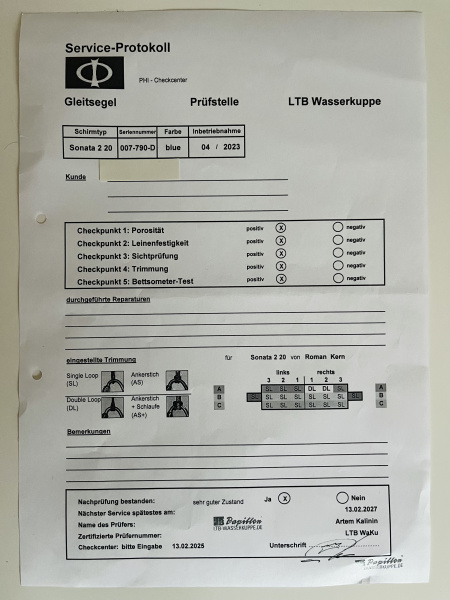 Service-Protokoll
PHI - Checkcenter
Gleitsegel Prüfstelle LTB Wasserkuppe
Schirmtyp Seriennummer Farbe Inbetriebnahme
Sonata 2 20 007-790-D blue 04 / 2023
Kunde
Checkpunkt 1: Porosität positiv X negativ
Checkpunkt 2: Leinenfestigkeit positiv X negativ
Checkpunkt 3: Sichtprüfung positiv X negativ
Checkpunkt 4: Trimmung positiv X negativ
Checkpunkt 5: Bettsometer-Test positiv X negativ
durchgeführte Reparaturen
eingestellte Trimmung für Sonata 2 20 von Roman Kern
links rechts
3 2 1 1 2 3
Single Loop (SL) Ankerstich (AS)
A SL SL SL DL DL SL A
Double Loop (DL) Ankerstich + Schlaufe (AS+)
B SL SL SL SL SL SL SL SL B
C SL SL SL SL SL SL C
Bemerkungen
Nachprüfung bestanden: sehr guter Zustand Ja X Nein
Nächster Service spätestes am: 13.02.2027
Name des Prüfers: Artem Kalinin
Papillon
LTB-WASSERKUPPE.DE
Zertifizierte Prüfernummer: LTB WaKu
Checkcenter: bitte Eingabe 13.02.2025 Unterschrift
Papillon
LTB-WASSERKUPPE.DE